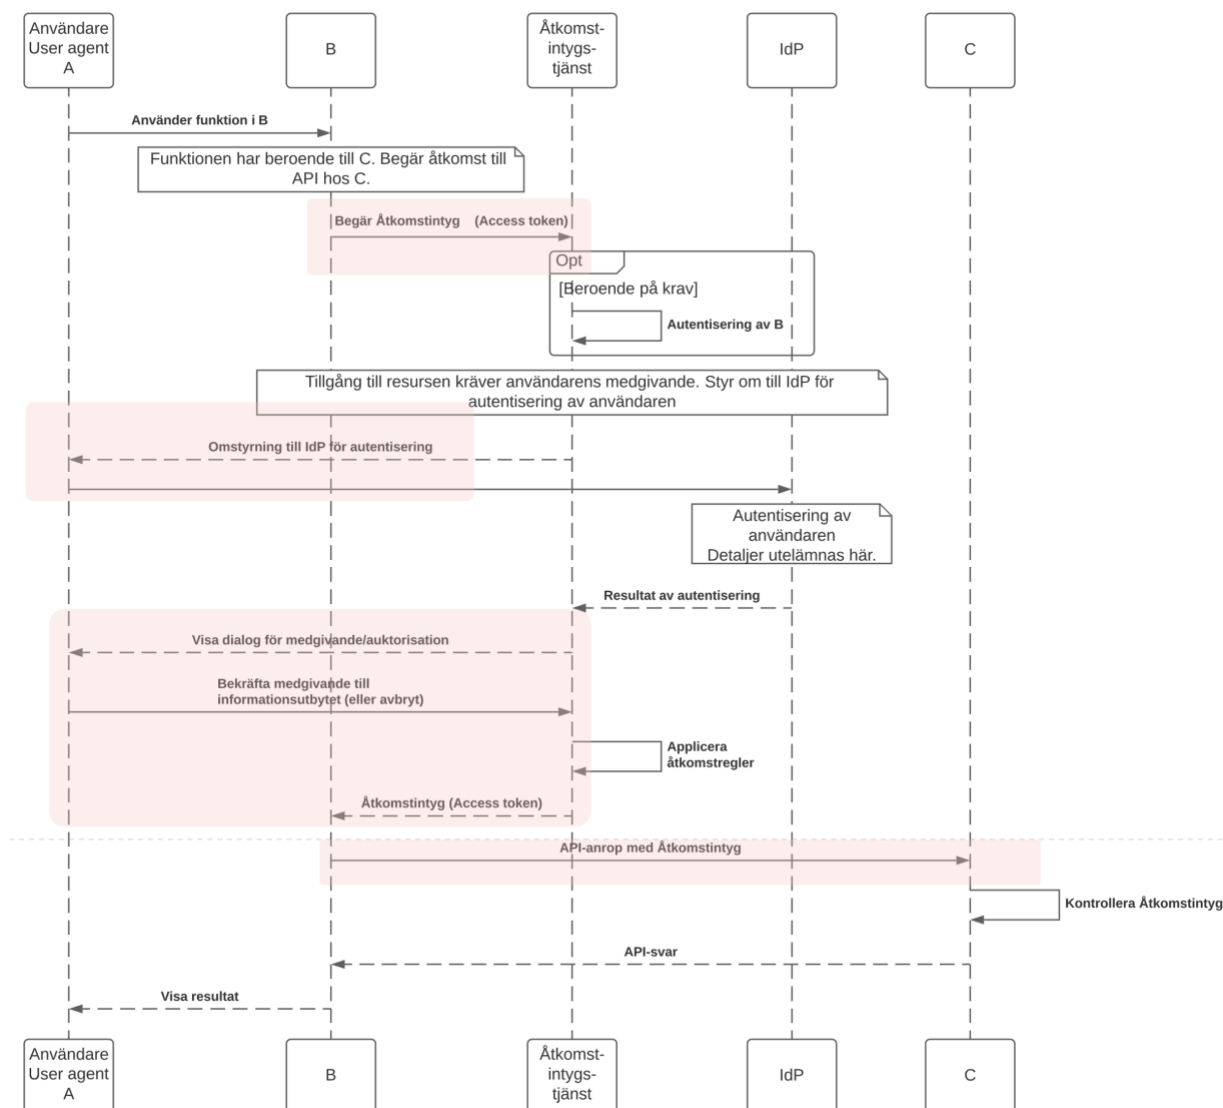 Användare
User agent
A
B
Åtkomst-
intygs-
tjänst
IdP
C
Använder funktion i B
Funktionen har beroende till C. Begär åtkomst till
API hos C.
Begär Åtkomstintyg (Access token)
Opt
[Beroende på krav]
Autentisering av B
Tillgång till resursen kräver användarens medgivande. Styr om till IdP för
autentisering av användaren
Omstyrning till IdP för autentisering
Autentisering av
användaren
Detaljer utelämnas här.
Resultat av autentisering
Visa dialog för medgivande/auktorisation
Bekräfta medgivande till
informationsutbytet (eller avbryt)
Applicera
åtkomstregler
Åtkomstintyg (Access token)
API-anrop med Åtkomstintyg
Kontrollera Åtkomstintyg
API-svar
Visa resultat
Användare
User agent
A
B
Åtkomst-
intygs-
tjänst
IdP
C